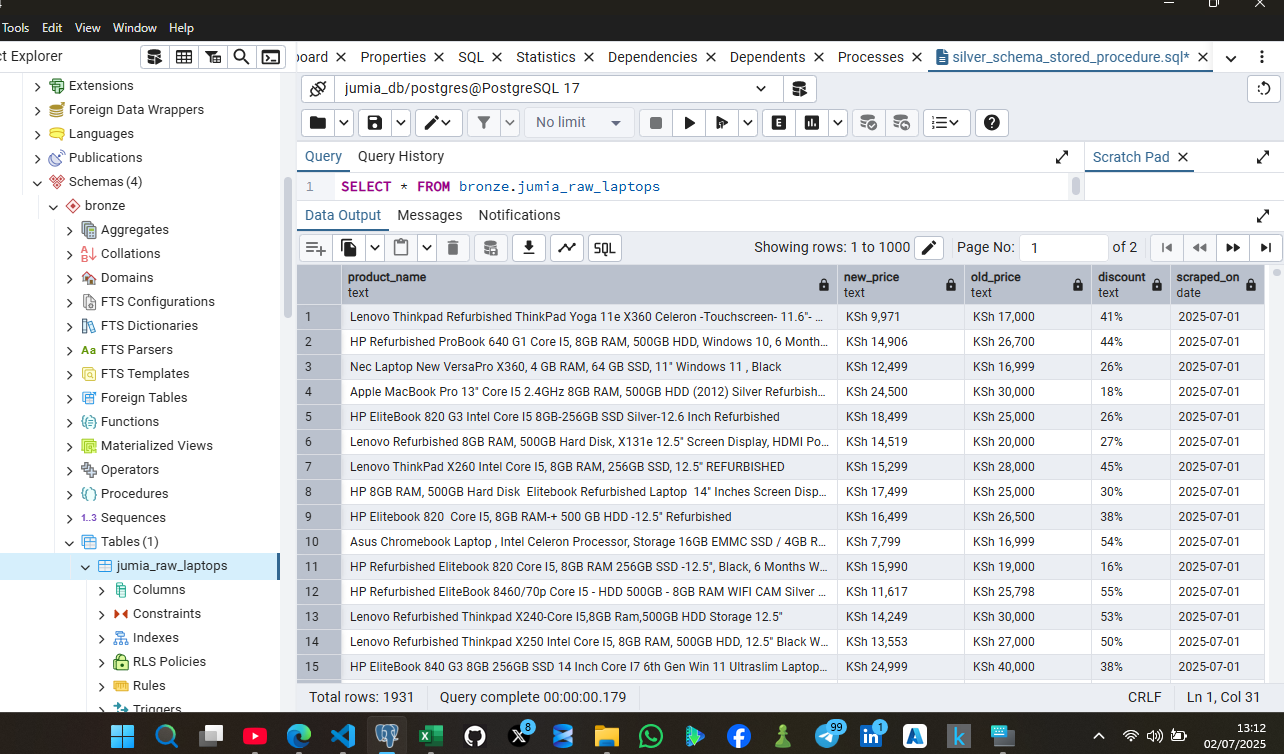 Tools Edit View Window Help
ct Explorer
board Properties SQL Statistics Dependencies Dependents Processes silver_schema_stored_procedure.sql*
Extensions
Foreign Data Wrappers
Languages
Publications
Schemas (4)
bronze
Aggregates
Collations
Domains
FTS Configurations
FTS Dictionaries
Aa FTS Parsers
FTS Templates
Foreign Tables
Functions
Materialized Views
Operators
Procedures
1..3 Sequences
Tables (1)
jumia_raw_laptops
Columns
Constraints
Indexes
RLS Policies
Rules
Triggers
jumia_db/postgres@PostgreSQL 17
No limit
E
Query Query History
Scratch Pad
1 SELECT * FROM bronze.jumia_raw_laptops
Data Output Messages Notifications
SQL Showing rows: 1 to 1000 Page No: 1 of 2
product_name new_price old_price discount scraped_on
text text text text date
1 Lenovo Thinkpad Refurbished ThinkPad Yoga 11e X360 Celeron -Touchscreen- 11.6"- ... KSh 9,971 KSh 17,000 41% 2025-07-01
2 HP Refurbished ProBook 640 G1 Core I5, 8GB RAM, 500GB HDD, Windows 10, 6 Month... KSh 14,906 KSh 26,700 44% 2025-07-01
3 Nec Laptop New VersaPro X360, 4 GB RAM, 64 GB SSD, 11" Windows 11 , Black KSh 12,499 KSh 16,999 26% 2025-07-01
4 Apple MacBook Pro 13" Core I5 2.4GHz 8GB RAM, 500GB HDD (2012) Silver Refurbish... KSh 24,500 KSh 30,000 18% 2025-07-01
5 HP EliteBook 820 G3 Intel Core I5 8GB-256GB SSD Silver-12.6 Inch Refurbished KSh 18,499 KSh 25,000 26% 2025-07-01
6 Lenovo Refurbished 8GB RAM, 500GB Hard Disk, X131e 12.5" Screen Display, HDMI Po... KSh 14,519 KSh 20,000 27% 2025-07-01
7 Lenovo ThinkPad X260 Intel Core I5, 8GB RAM, 256GB SSD, 12.5" REFURBISHED KSh 15,299 KSh 28,000 45% 2025-07-01
8 HP 8GB RAM, 500GB Hard Disk Elitebook Refurbished Laptop 14" Inches Screen Disp... KSh 17,499 KSh 25,000 30% 2025-07-01
9 HP Elitebook 820 Core I5, 8GB RAM-+ 500 GB HDD -12.5" Refurbished KSh 16,499 KSh 26,500 38% 2025-07-01
10 Asus Chromebook Laptop , Intel Celeron Processor, Storage 16GB EMMC SSD / 4GB R... KSh 7,799 KSh 16,999 54% 2025-07-01
11 HP Refurbished Elitebook 820 Core I5, 8GB RAM 256GB SSD -12.5", Black, 6 Months W... KSh 15,990 KSh 19,000 16% 2025-07-01
12 HP Refurbished EliteBook 8460/70p Core I5 - HDD 500GB - 8GB RAM WIFI CAM Silver ... KSh 11,617 KSh 25,798 55% 2025-07-01
13 Lenovo Refurbished Thinkpad X240-Core I5,8GB Ram,500GB HDD Storage 12.5" KSh 14,249 KSh 30,000 53% 2025-07-01
14 Lenovo Refurbished Thinkpad X250 Intel Core I5, 8GB RAM, 500GB HDD, 12.5" Black W... KSh 13,553 KSh 27,000 50% 2025-07-01
15 HP EliteBook 840 G3 8GB 256GB SSD 14 Inch Core I7 6th Gen Win 11 Ultraslim Laptop... KSh 24,999 KSh 40,000 38% 2025-07-01
Total rows: 1931 Query complete 00:00:00.179 CRLF Ln 1, Col 31
8 99 1 13:12
02/07/2025